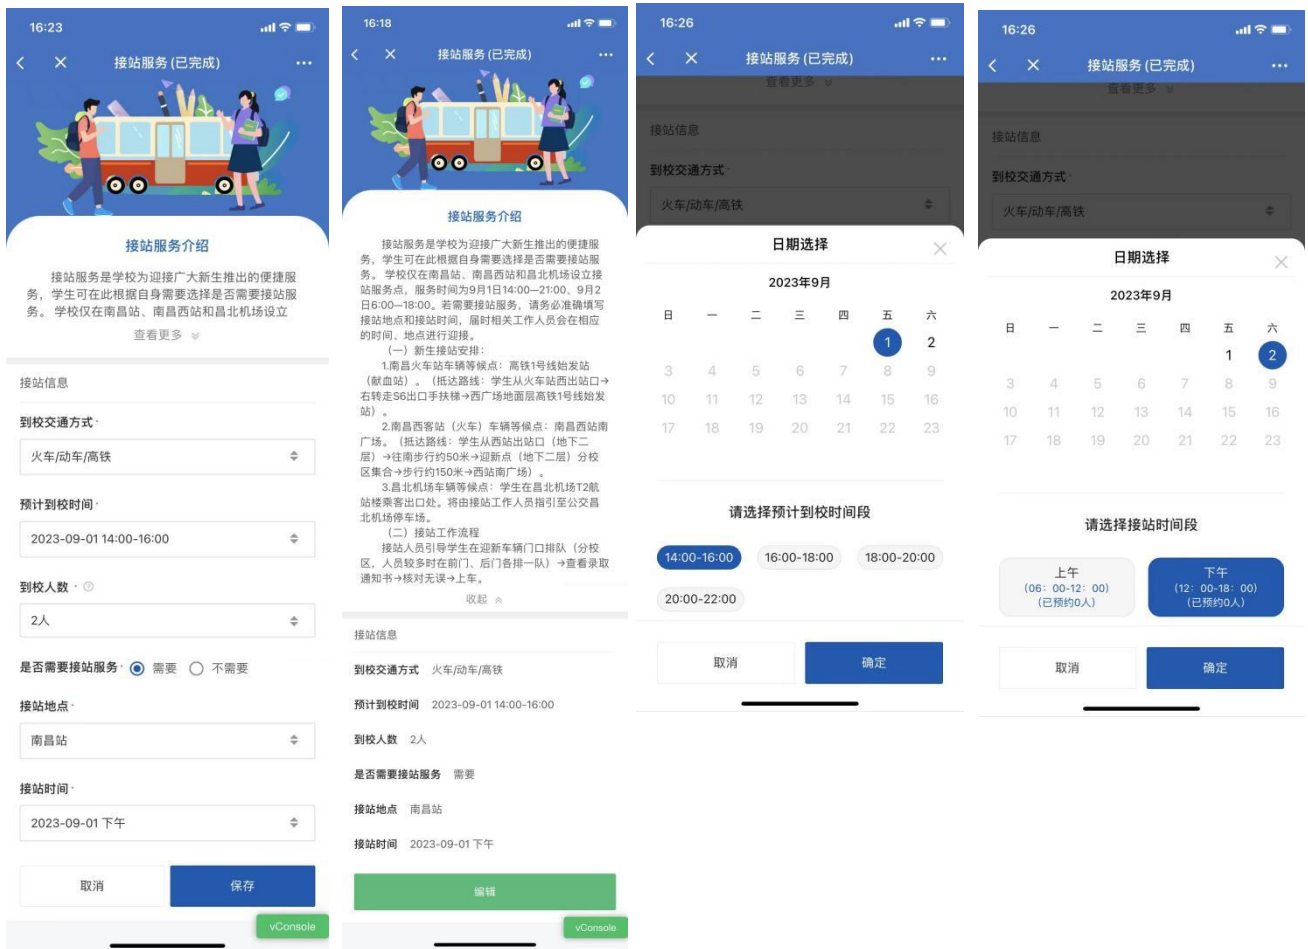 16:23
接站服务 (已完成)
接站服务介绍
接站服务是学校为迎接广大新生推出的便捷服
务，学生可在此根据自身需要选择是否需要接站服
务。 学校仅在南昌站、南昌西站和昌北机场设立
查看更多
接站信息
到校交通方式·
火车/动车/高铁
预计到校时间·
2023-09-01 14:00-16:00
到校人数·
2人
是否需要接站服务· 需要 不需要
接站地点·
南昌站
接站时间·
2023-09-01 下午
取消 保存
vConsole
16:18
接站服务 (已完成)
接站服务介绍
接站服务是学校为迎接广大新生推出的便捷服
务，学生可在此根据自身需要选择是否需要接站服
务。 学校仅在南昌站、南昌西站和昌北机场设立接
站服务点，服务时间为9月1日14:00—21:00、9月2
日6:00—18:00。若需要接站服务，请务必准确填写
接站地点和接站时间，届时相关工作人员会在相应
的时间、地点进行迎接。
（一）新生接站安排：
1.南昌火车站车辆等候点：高铁1号线始发站
（献血站）。（抵达路线：学生从火车站西出站口→
右转走S6出口手扶梯→西广场地面层高铁1号线始发
站）。
2.南昌西客站（火车）车辆等候点：南昌西站南
广场。（抵达路线：学生从西站出站口（地下二
层）→往南步行约50米→迎新点（地下二层）分校
区集合→步行约150米→西站南广场）。
3.昌北机场车辆等候点：学生在昌北机场T2航
站楼乘客出口处。将由接站工作人员指引至公交昌
北机场停车场。
（二）接站工作流程
接站人员引导学生在迎新车辆门口排队（分校
区，人员较多时在前门、后门各排一队）→查看录取
通知书→核对无误→上车。
收起
接站信息
到校交通方式 火车/动车/高铁
预计到校时间 2023-09-01 14:00-16:00
到校人数 2人
是否需要接站服务 需要
接站地点 南昌站
接站时间 2023-09-01 下午
编辑
vConsole
16:26
接站服务 (已完成)
查看更多
接站信息
到校交通方式·
火车/动车/高铁
日期选择
2023年9月
日 一 二 三 四 五 六
1 2
3 4 5 6 7 8 9
10 11 12 13 14 15 16
17 18 19 20 21 22 23
请选择预计到校时间段
14:00-16:00 16:00-18:00 18:00-20:00
20:00-22:00
取消 确定
16:26
接站服务 (已完成)
查看更多
接站信息
到校交通方式·
火车/动车/高铁
日期选择
2023年9月
日 一 二 三 四 五 六
1 2
3 4 5 6 7 8 9
10 11 12 13 14 15 16
17 18 19 20 21 22 23
请选择接站时间段
上午 下午
（06：00-12：00） （12：00-18：00）
（已预约0人） （已预约0人）
取消 确定